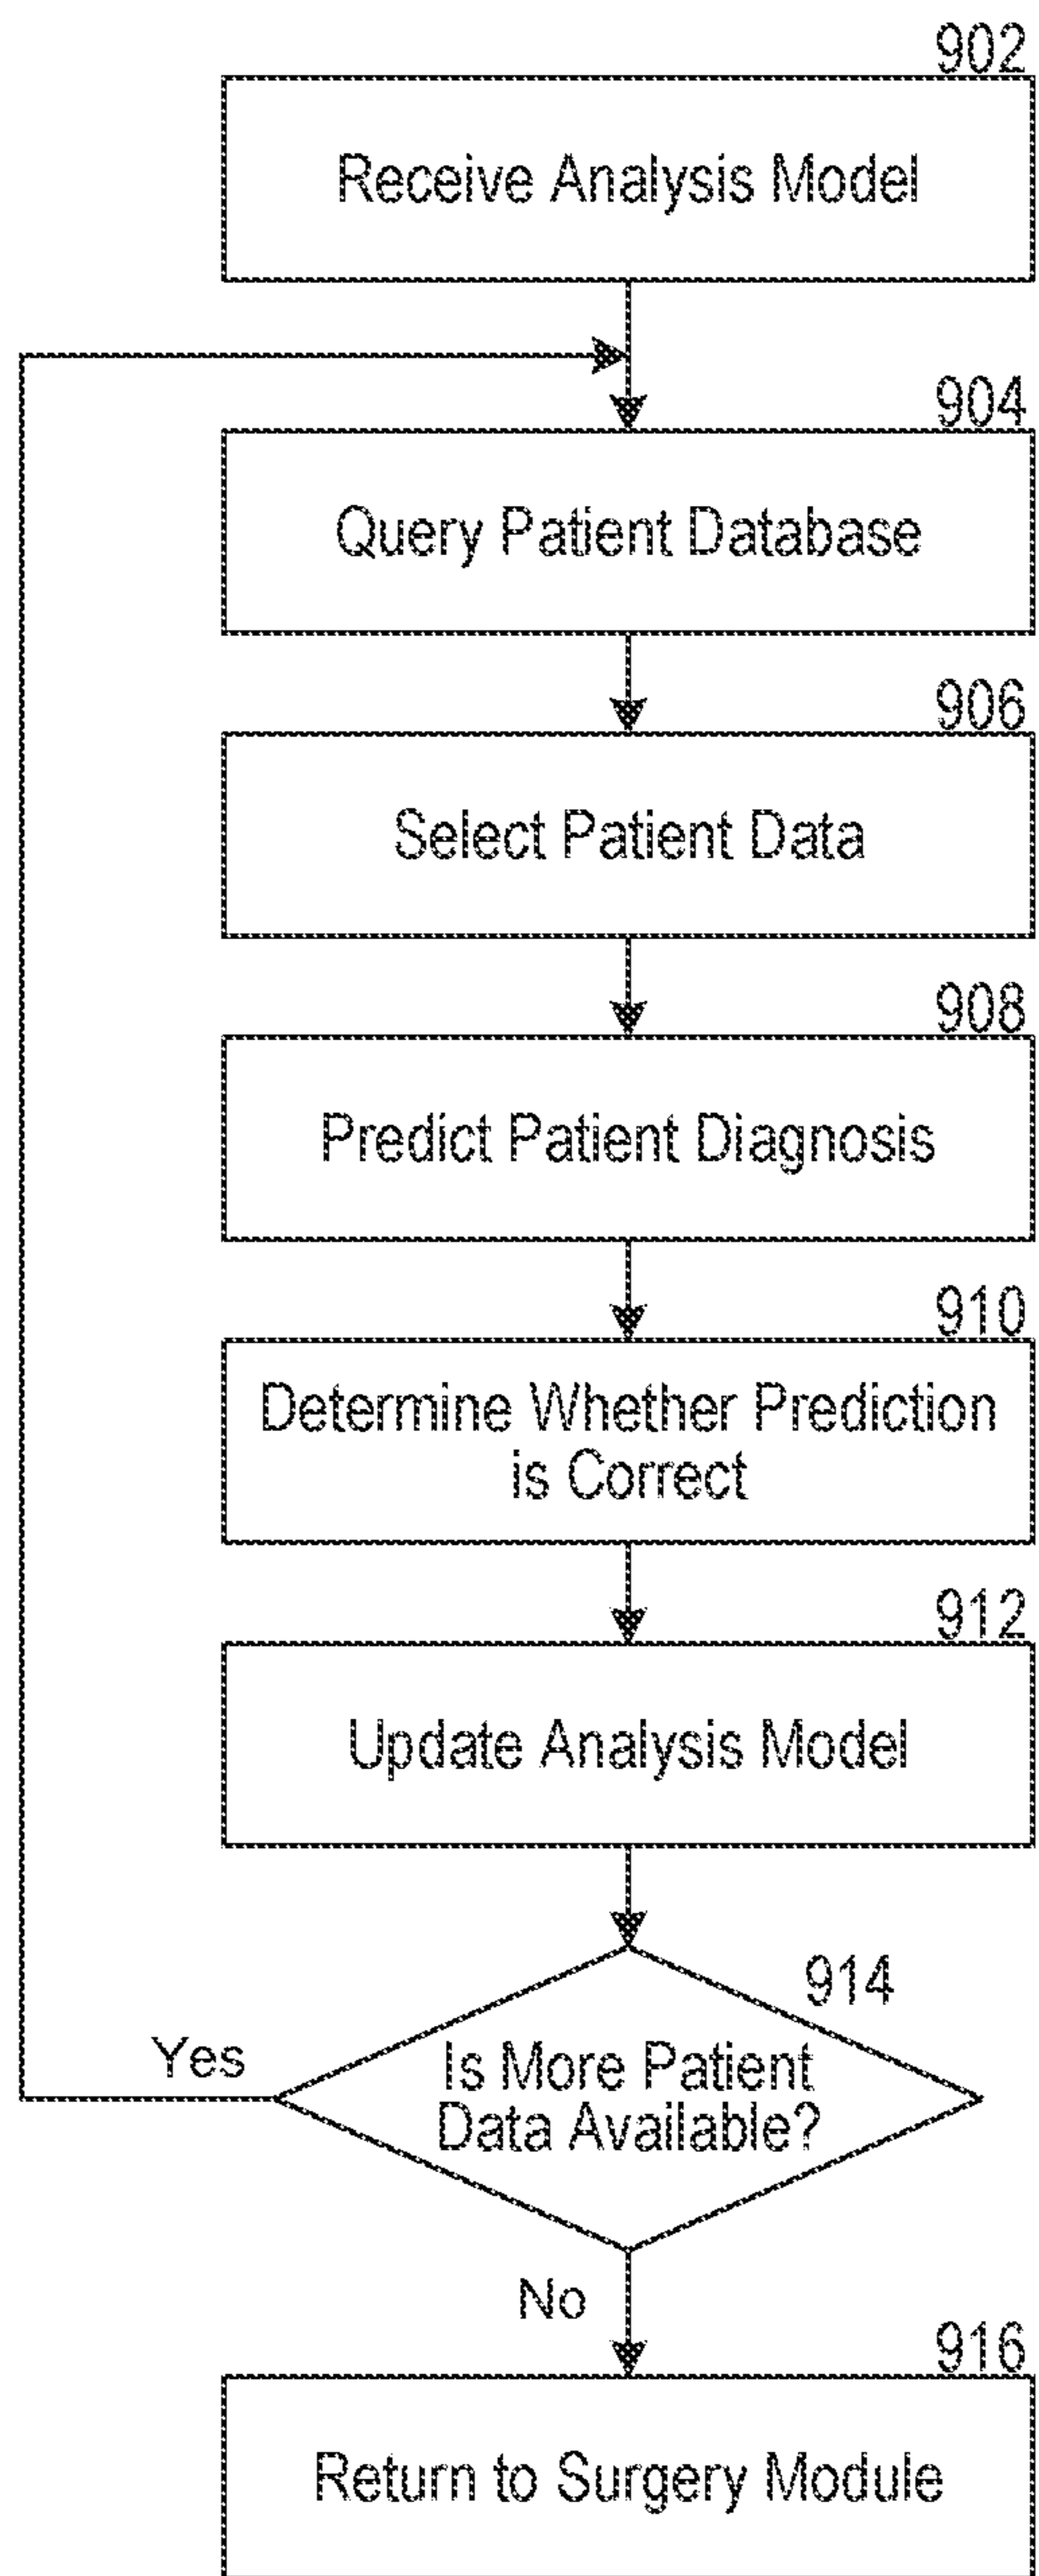 902
Receive Analysis Model
904
Query Patient Database
906
Select Patient Data
908
Predict Patient Diagnosis
910
Determine Whether Prediction
is Correct
912
Update Analysis Model
914
Is More Patient
Data Available?
Yes
No
916
Return to Surgery Module